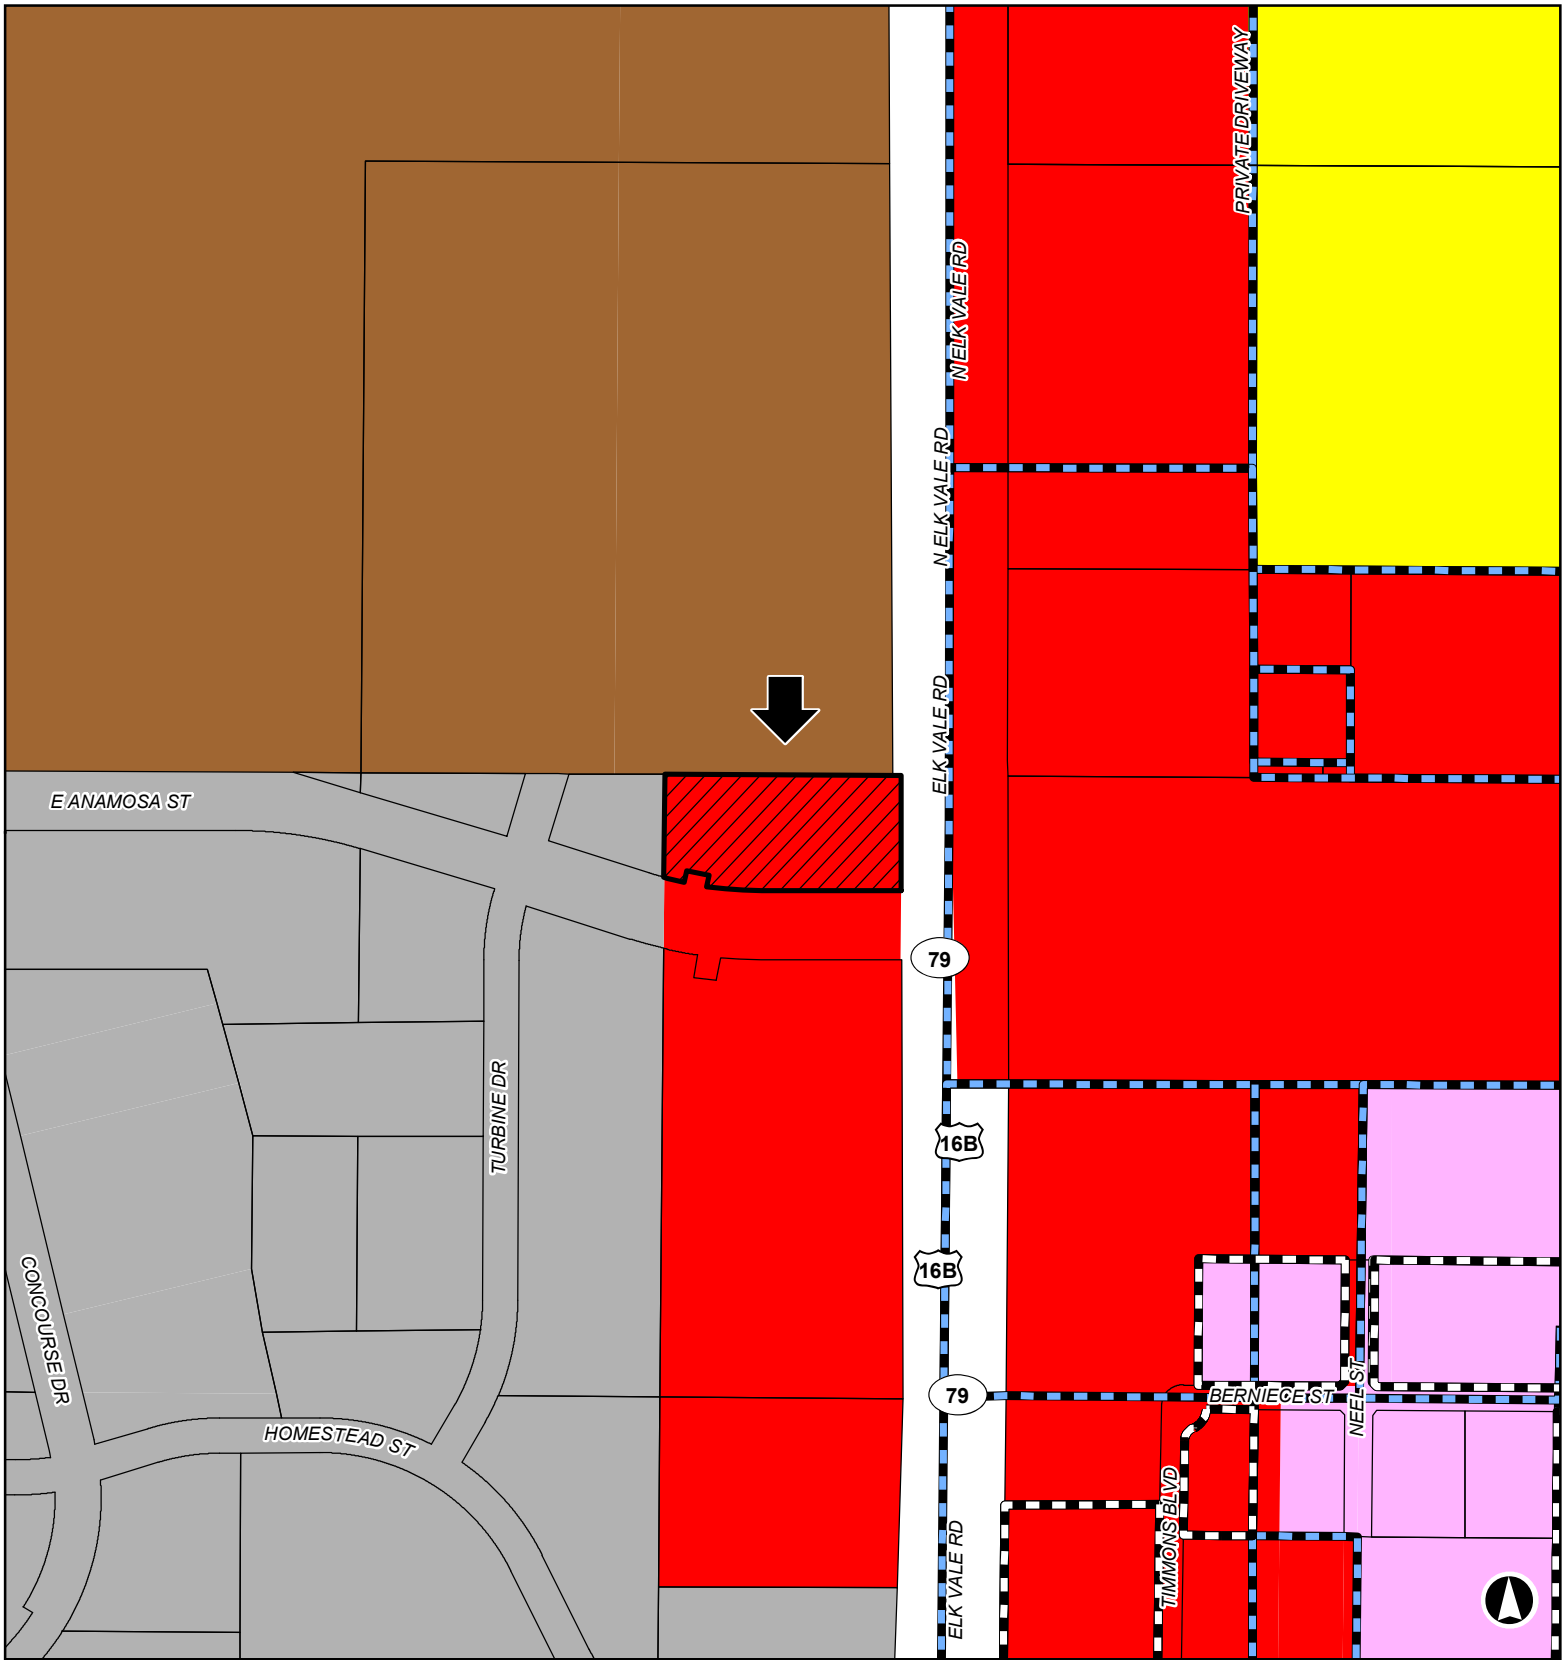 PRIVATE DRIVEWAY
N ELK VALE RD
N ELK VALE RD
ELK VALE RD
E ANAMOSA ST
79
TURBINE DR
16B
16B
CONCOURSE DR
79
BERNIECE ST
NEEL ST
HOMESTEAD ST
TIMMONS BLVD
ELK VALE RD